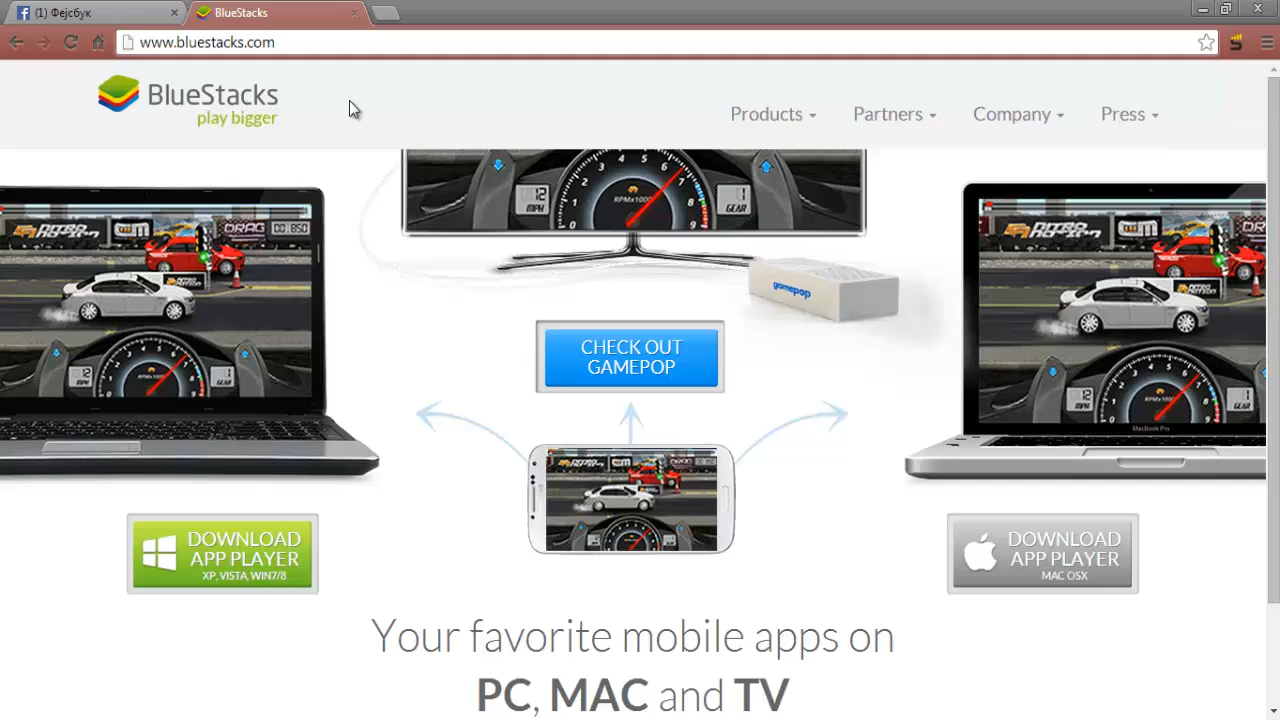 (1) Фејсбук
BlueStacks
www.bluestacks.com
BlueStacks
play bigger
Products
Partners
Company
Press
gamepop
CHECK OUT
GAMEPOP
DOWNLOAD
APP PLAYER
XP, VISTA, WIN7/8
DOWNLOAD
APP PLAYER
MAC OSX
Your favorite mobile apps on
PC, MAC and TV